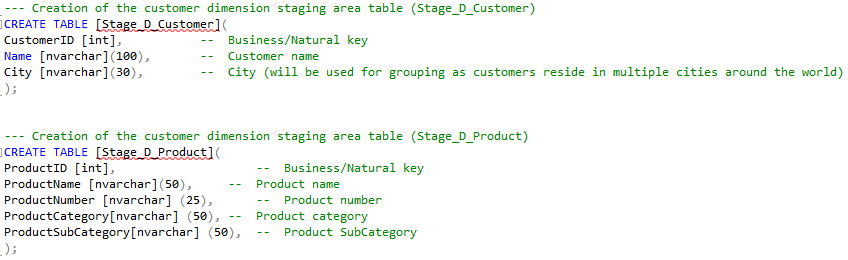 --- Creation of the customer dimension staging area table (Stage_D_Customer)
CREATE TABLE [Stage_D_Customer](
CustomerID [int],            --  Business/Natural key
Name [nvarchar](100),       --  Customer name
City [nvarchar](30),        --  City (will be used for grouping as customers reside in multiple cities around the world)
);
--- Creation of the customer dimension staging area table (Stage_D_Product)
CREATE TABLE [Stage_D_Product](
ProductID [int],                    --  Business/Natural key
ProductName [nvarchar](50),     --  Product name
ProductNumber [nvarchar] (25),      --  Product number
ProductCategory[nvarchar] (50), --  Product category
ProductSubCategory[nvarchar] (50),  --  Product SubCategory
);